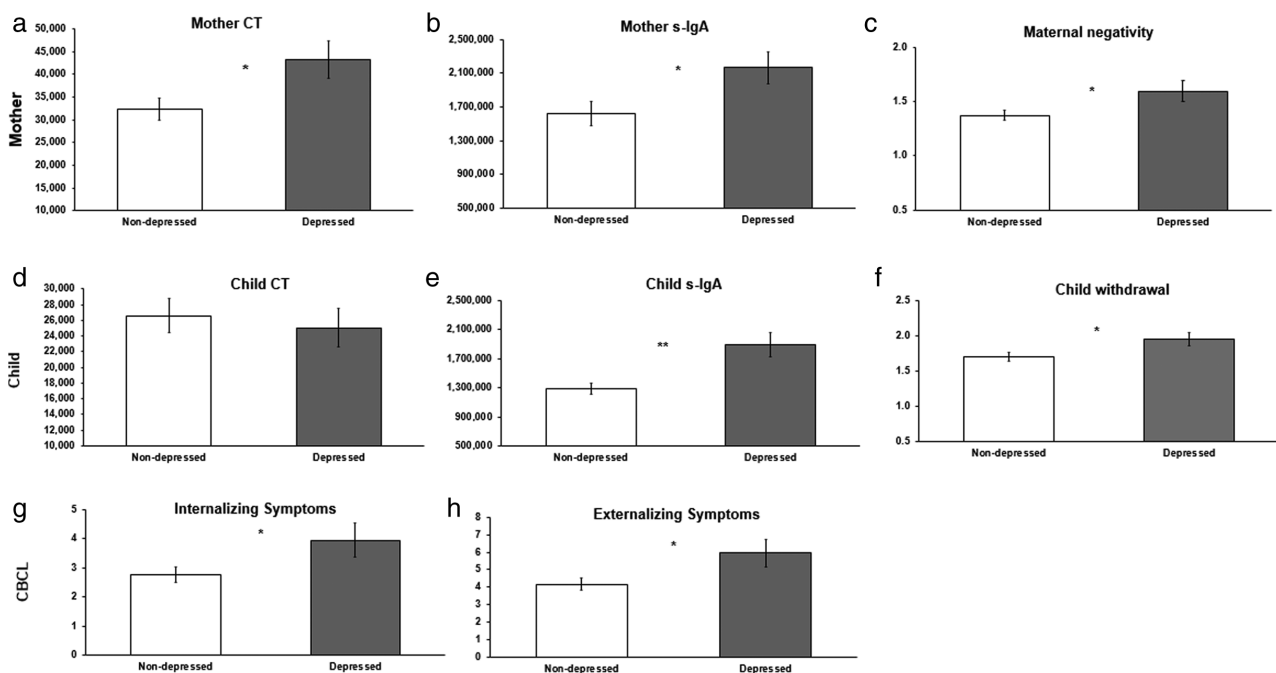 a
Mother CT
50,000
45,000
40,000
35,000
30,000
25,000
20,000
15,000
10,000
Mother
*
Non-depressed
Depressed
b
Mother s-IgA
2,500,000
2,100,000
1,700,000
1,300,000
900,000
500,000
*
Non-depressed
Depressed
c
Maternal negativity
2.0
1.5
1.0
0.5
*
Non-depressed
Depressed
d
Child CT
30,000
28,000
26,000
24,000
22,000
20,000
18,000
16,000
14,000
12,000
10,000
Child
Non-depressed
Depressed
e
Child s-IgA
2,500,000
2,100,000
1,700,000
1,300,000
900,000
500,000
**
Non-depressed
Depressed
f
Child withdrawal
2.5
2.0
1.5
1.0
0.5
*
Non-depressed
Depressed
g
Internalizing Symptoms
5
4
3
2
1
0
CBCL
*
Non-depressed
Depressed
h
Externalizing Symptoms
8
7
6
5
4
3
2
1
0
*
Non-depressed
Depressed